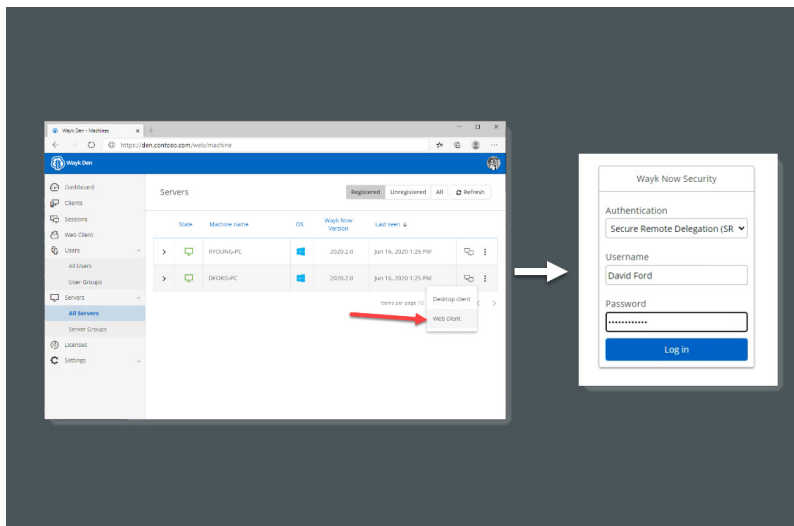 Wayk Den - Machines
https://den.contoso.com/web/machine
Wayk Den
Dashboard
Clients
Sessions
Web Client
Users
All Users
User Groups
Servers
All Servers
Server Groups
Licenses
Settings
Servers
Registered Unregistered All Refresh
State Machine name OS Wayk Now Version Last seen
RYOUNG-PC 2020.2.0 Jun 16, 2020 1:25 PM
DFORD-PC 2020.2.0 Jun 16, 2020 1:25 PM
Items per page 10
Desktop client
Web client
Wayk Now Security
Authentication
Secure Remote Delegation (SR
Username
David Ford
Password
Log in